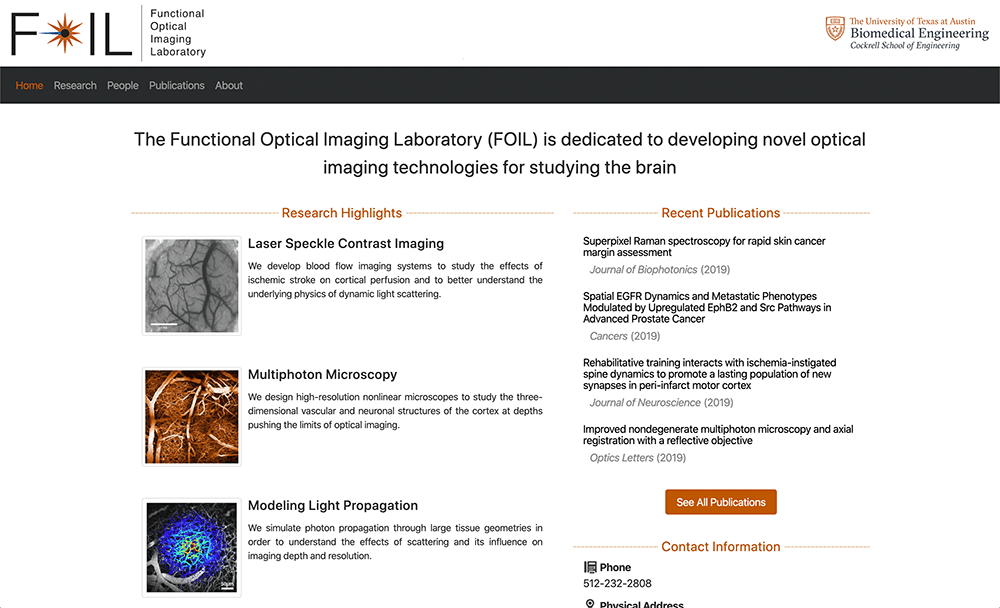 FOIL
Functional
Optical
Imaging
Laboratory
The University of Texas at Austin
Biomedical Engineering
Cockrell School of Engineering
Home Research People Publications About
The Functional Optical Imaging Laboratory (FOIL) is dedicated to developing novel optical
imaging technologies for studying the brain
Research Highlights
Laser Speckle Contrast Imaging
We develop blood flow imaging systems to study the effects of
ischemic stroke on cortical perfusion and to better understand the
underlying physics of dynamic light scattering.
Multiphoton Microscopy
We design high-resolution nonlinear microscopes to study the three-
dimensional vascular and neuronal structures of the cortex at depths
pushing the limits of optical imaging.
Modeling Light Propagation
We simulate photon propagation through large tissue geometries in
order to understand the effects of scattering and its influence on
imaging depth and resolution.
Recent Publications
Superpixel Raman spectroscopy for rapid skin cancer
margin assessment
Journal of Biophotonics (2019)
Spatial EGFR Dynamics and Metastatic Phenotypes
Modulated by Upregulated EphB2 and Src Pathways in
Advanced Prostate Cancer
Cancers (2019)
Rehabilitative training interacts with ischemia-instigated
spine dynamics to promote a lasting population of new
synapses in peri-infarct motor cortex
Journal of Neuroscience (2019)
Improved nondegenerate multiphoton microscopy and axial
registration with a reflective objective
Optics Letters (2019)
See All Publications
Contact Information
Phone
512-232-2808
Physical Address